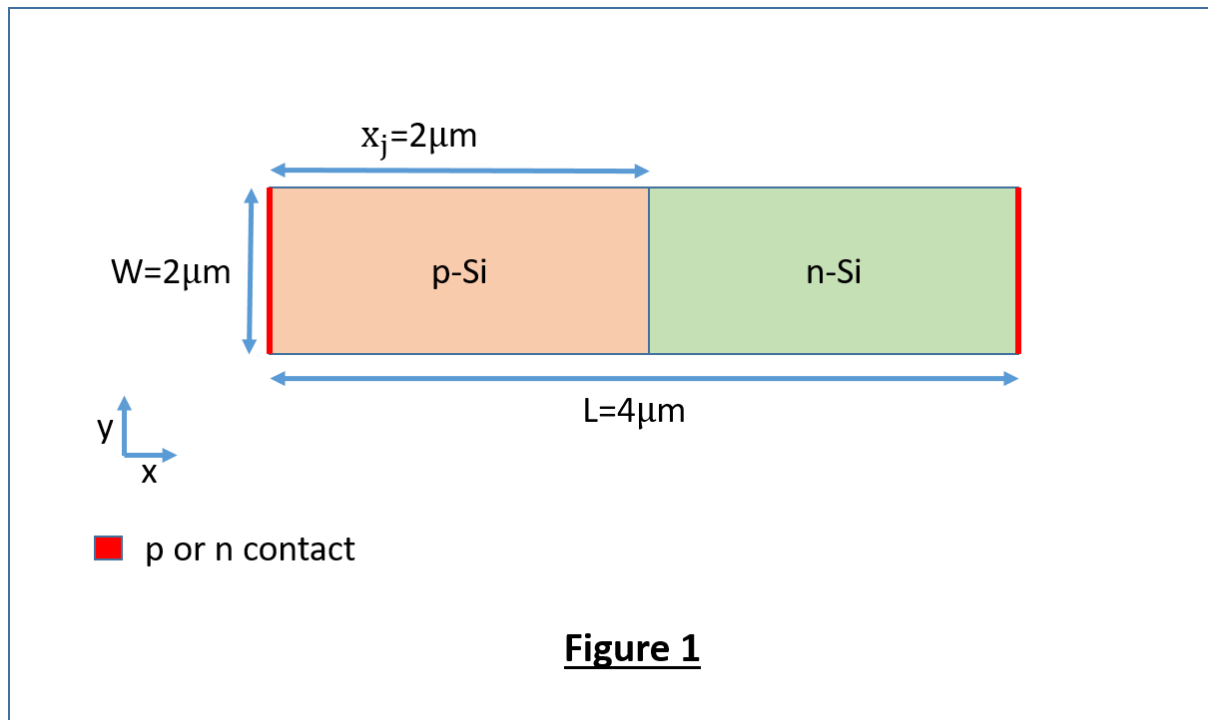 xj=2μm
W=2μm
p-Si
n-Si
L=4μm
y
x
p or n contact
Figure 1